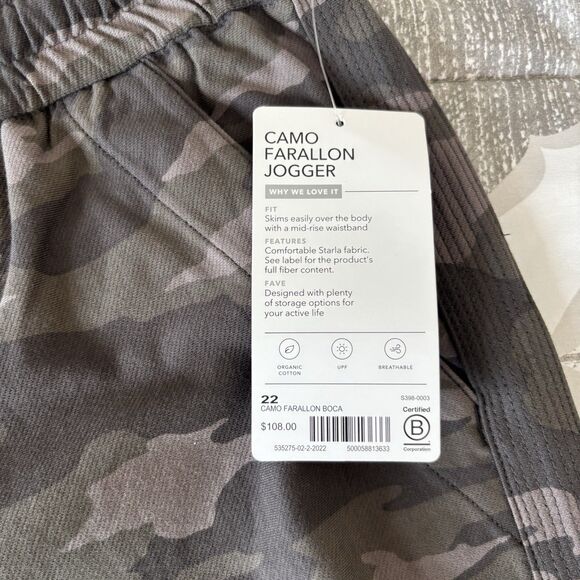 CAMO
FARALLON
JOGGER
WHY WE LOVE IT
FIT
Skims easily over the body
with a mid-rise waistband
FEATURES
Comfortable Starla fabric.
See label for the product's
full fiber content.
FAVE
Designed with plenty
of storage options for
your active life
ORGANIC
COTTON
UPF
BREATHABLE
22
S398-0003
CAMO FARALLON BOCA
$108.00
535275-02-2-2022
500058813633
Certified
B
Corporation